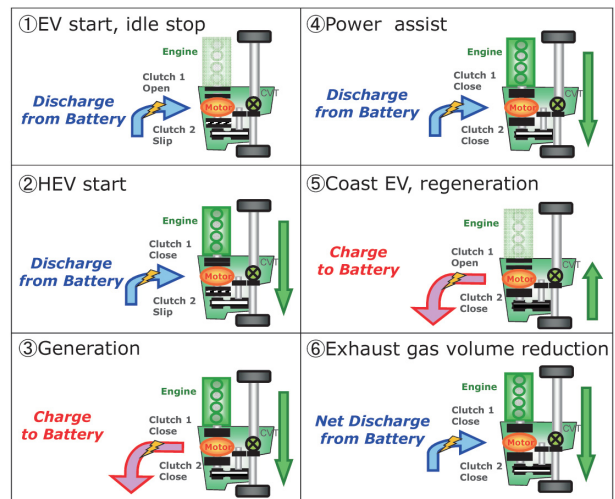 ①EV start, idle stop
Engine
Clutch 1
Open
CVT
Discharge
from Battery
Motor
Clutch 2
Slip
②HEV start
Engine
Clutch 1
Close
CVT
Discharge
from Battery
Motor
Clutch 2
Slip
③Generation
Engine
Clutch 1
Close
CVT
Charge
to Battery
Motor
Clutch 2
Close
④Power assist
Engine
Clutch 1
Close
CVT
Discharge
from Battery
Motor
Clutch 2
Close
⑤Coast EV, regeneration
Engine
Clutch 1
Open
CVT
Charge
to Battery
Motor
Clutch 2
Close
⑥Exhaust gas volume reduction
Engine
Clutch 1
Close
CVT
Net Discharge
from Battery
Motor
Clutch 2
Close